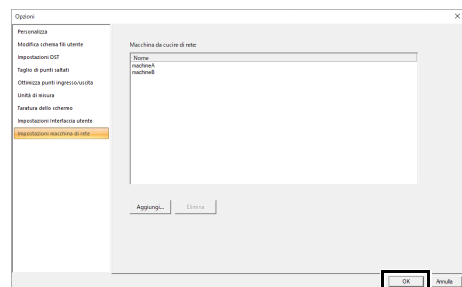 Opzioni
Personalizza
Modifica schema fili utente
Impostazioni DST
Taglio di punti saltati
Ottimizza punti ingresso/uscita
Unità di misura
Taratura dello schermo
Impostazioni Interfaccia utente
Impostazioni macchina di rete
Macchina da cucire di rete:
Nome
machineA
machineB
Aggiungi...
Elimina
OK
Annulla